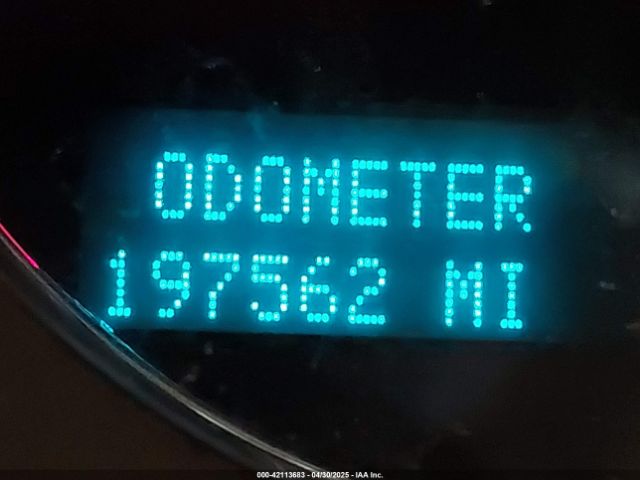 ODOMETER
197562 MI
000-42113683 - 04/30/2025 - IAA Inc.